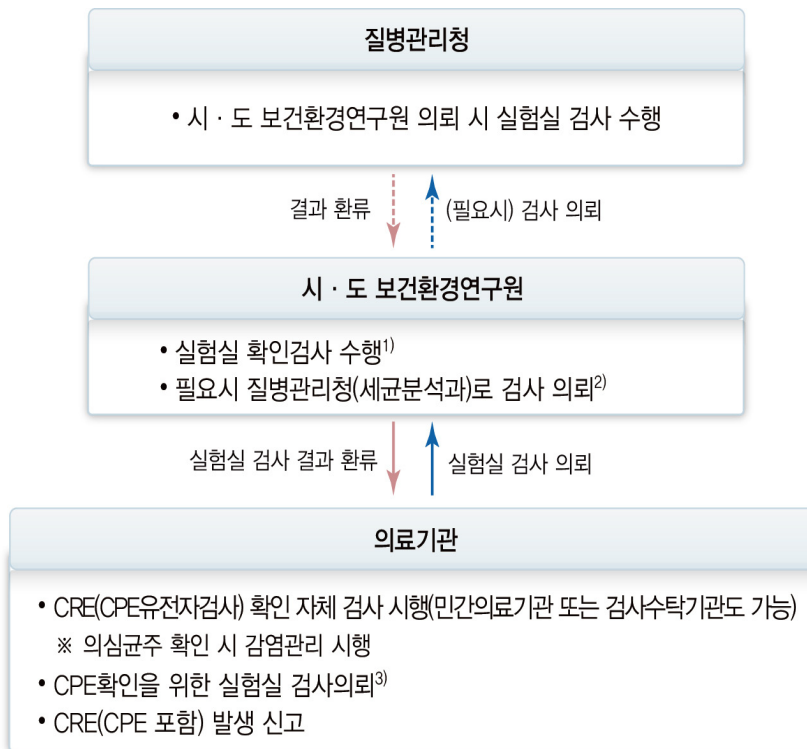 질병관리청
• 시 · 도 보건환경연구원 의뢰 시 실험실 검사 수행
결과 환류
(필요시) 검사 의뢰
시 · 도 보건환경연구원
• 실험실 확인검사 수행1)
• 필요시 질병관리청(세균분석과)로 검사 의뢰2)
실험실 검사 결과 환류
실험실 검사 의뢰
의료기관
• CRE(CPE유전자검사) 확인 자체 검사 시행(민간의료기관 또는 검사수탁기관도 가능)
※ 의심균주 확인 시 감염관리 시행
• CPE확인을 위한 실험실 검사의뢰3)
• CRE(CPE 포함) 발생 신고